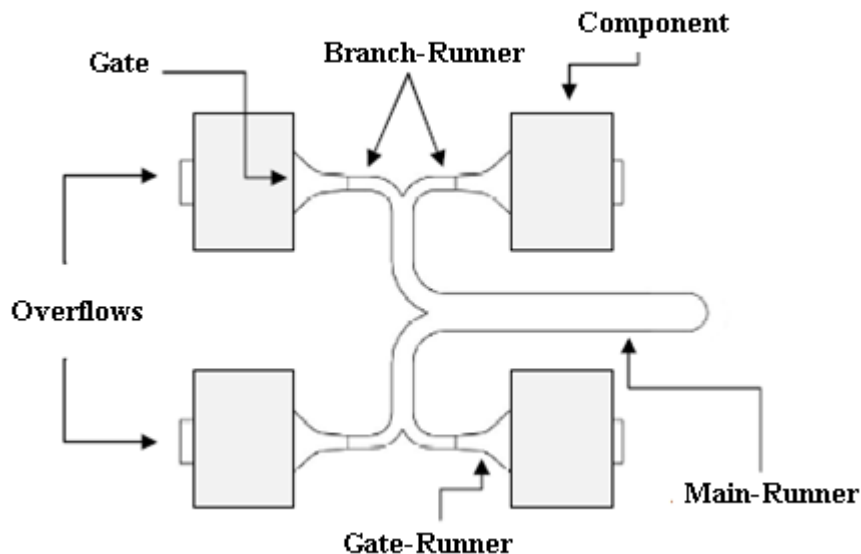 Component
Branch-Runner
Gate
Overflows
Main-Runner
Gate-Runner